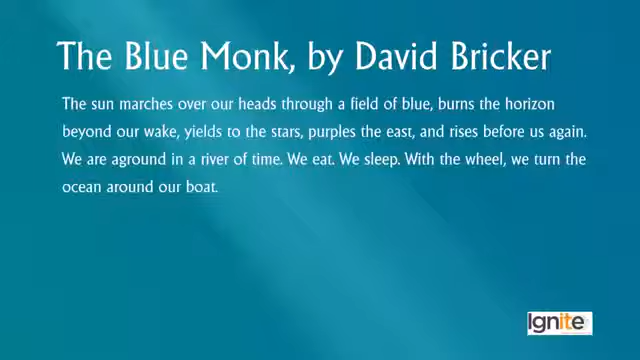 The Blue Monk, by David Bricker
The sun marches over our heads through a field of blue, burns the horizon
beyond our wake, yields to the stars, purples the east, and rises before us again.
We are aground in a river of time. We eat. We sleep. With the wheel, we turn the
ocean around our boat.
Ignite